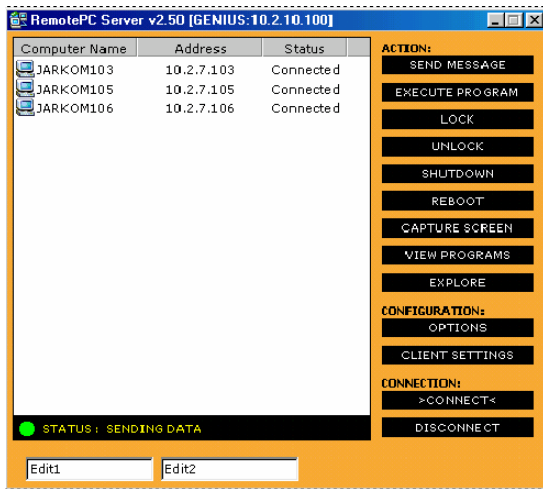 RemotePC Server v2.50 [GENIUS:10.2.10.100]
Computer Name Address Status
JARKOM103 10.2.7.103 Connected
JARKOM105 10.2.7.105 Connected
JARKOM106 10.2.7.106 Connected
STATUS : SENDING DATA
Edit1 Edit2
ACTION:
SEND MESSAGE
EXECUTE PROGRAM
LOCK
UNLOCK
SHUTDOWN
REBOOT
CAPTURE SCREEN
VIEW PROGRAMS
EXPLORE
CONFIGURATION:
OPTIONS
CLIENT SETTINGS
CONNECTION:
>CONNECT<
DISCONNECT